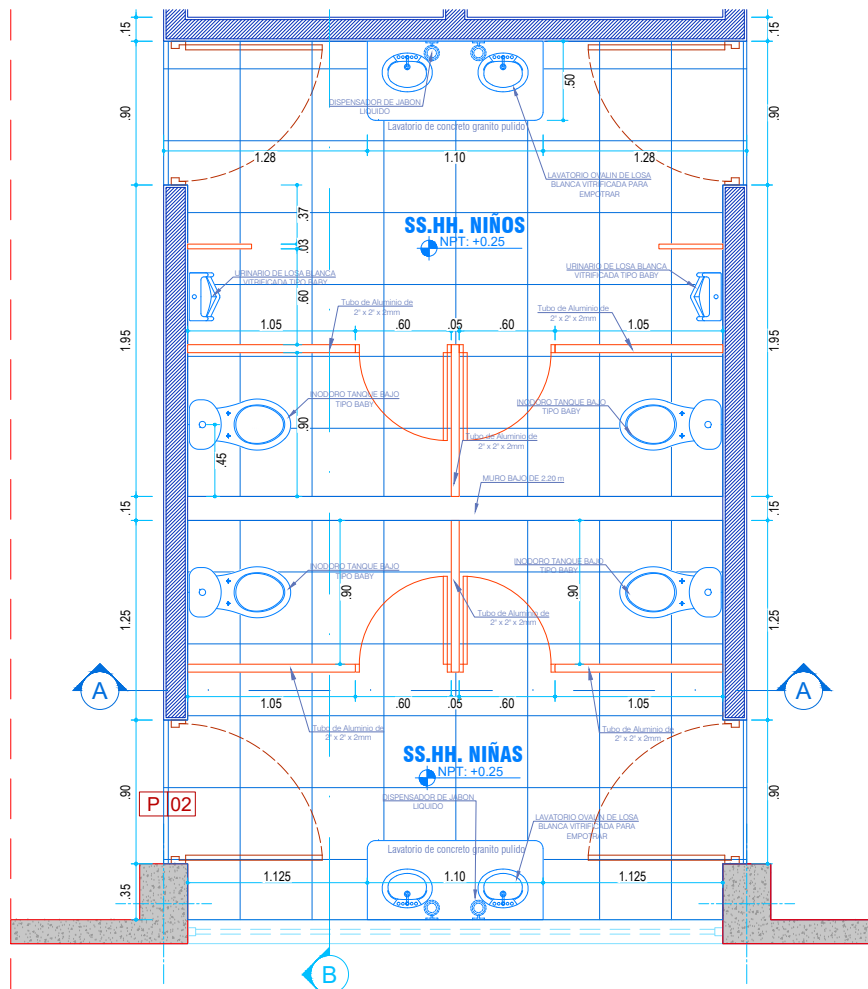 .15
.15
DISPENSADOR DE JABON
LIQUIDO
.50
.90
.90
Lavatorio de concreto granito pulido
1.28
1.10
1.28
LAVATORIO OVALIN DE LOSA
BLANCA VITRIFICADA PARA
EMPOTRAR
.37
SS.HH. NIÑOS
NPT: +0.25
.03
URINARIO DE LOSA BLANCA
VITRIFICADA TIPO BABY
URINARIO DE LOSA BLANCA
VITRIFICADA TIPO BABY
.60
Tubo de Aluminio de
2" x 2" x 2mm
Tubo de Aluminio de
2" x 2" x 2mm
1.05
.60
.05
.60
1.05
1.95
1.95
INODORO TANQUE BAJO
TIPO BABY
INODORO TANQUE BAJO
TIPO BABY
.90
.45
Tubo de Aluminio de
2" x 2" x 2mm
MURO BAJO DE 2.20 m
.15
.15
INODORO TANQUE BAJO
TIPO BABY
INODORO TANQUE BAJO
TIPO BABY
.90
.90
1.25
1.25
Tubo de Aluminio de
2" x 2" x 2mm
A
A
1.05
.60
.05
.60
1.05
Tubo de Aluminio de
2" x 2" x 2mm
Tubo de Aluminio de
2" x 2" x 2mm
SS.HH. NIÑAS
NPT: +0.25
.90
.90
P 02
DISPENSADOR DE JABON
LIQUIDO
LAVATORIO OVALIN DE LOSA
BLANCA VITRIFICADA PARA
EMPOTRAR
Lavatorio de concreto granito pulido
1.125
1.10
1.125
.35
B